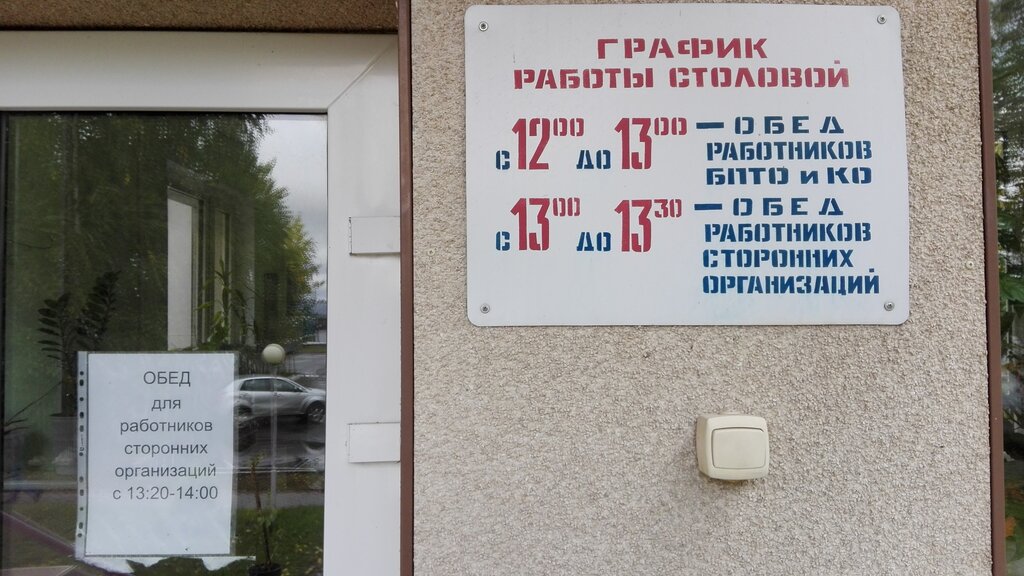 ГРАФИК
РАБОТЫ СТОЛОВОЙ
с 12⁰⁰ до 13⁰⁰ – ОБЕД
РАБОТНИКОВ
БПТО и КО
с 13⁰⁰ до 13³⁰ – ОБЕД
РАБОТНИКОВ
СТОРОННИХ
ОРГАНИЗАЦИЙ
ОБЕД
для
работников
сторонних
организаций
с 13:20-14:00